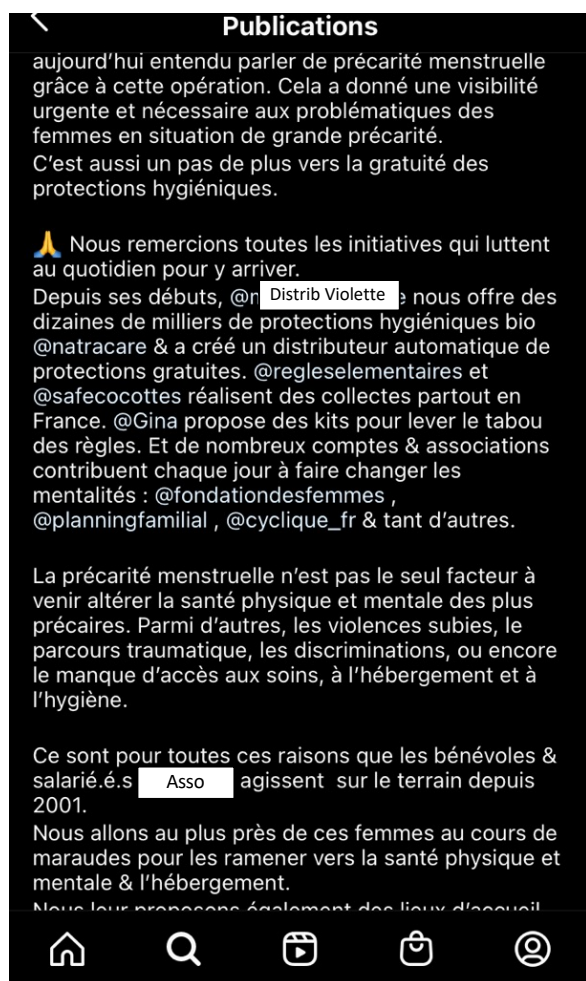 Publications
aujourd'hui entendu parler de précarité menstruelle
grâce à cette opération. Cela a donné une visibilité
urgente et nécessaire aux problématiques des
femmes en situation de grande précarité.
C'est aussi un pas de plus vers la gratuité des
protections hygiéniques.
🙏 Nous remercions toutes les initiatives qui luttent
au quotidien pour y arriver.
Depuis ses débuts, @ Distrib Violette nous offre des
dizaines de milliers de protections hygiéniques bio
@natracare & a créé un distributeur automatique de
protections gratuites. @regleselementaires et
@safecocottes réalisent des collectes partout en
France. @Gina propose des kits pour lever le tabou
des règles. Et de nombreux comptes & associations
contribuent chaque jour à faire changer les
mentalités : @fondationdesfemmes ,
@planningfamilial , @cyclique_fr & tant d'autres.
La précarité menstruelle n'est pas le seul facteur à
venir altérer la santé physique et mentale des plus
précaires. Parmi d'autres, les violences subies, le
parcours traumatique, les discriminations, ou encore
le manque d'accès aux soins, à l'hébergement et à
l'hygiène.
Ce sont pour toutes ces raisons que les bénévoles &
salarié.é.s Asso agissent sur le terrain depuis
2001.
Nous allons au plus près de ces femmes au cours de
maraudes pour les ramener vers la santé physique et
mentale & l'hébergement.
Nous leur proposons également des lieux d'accueil